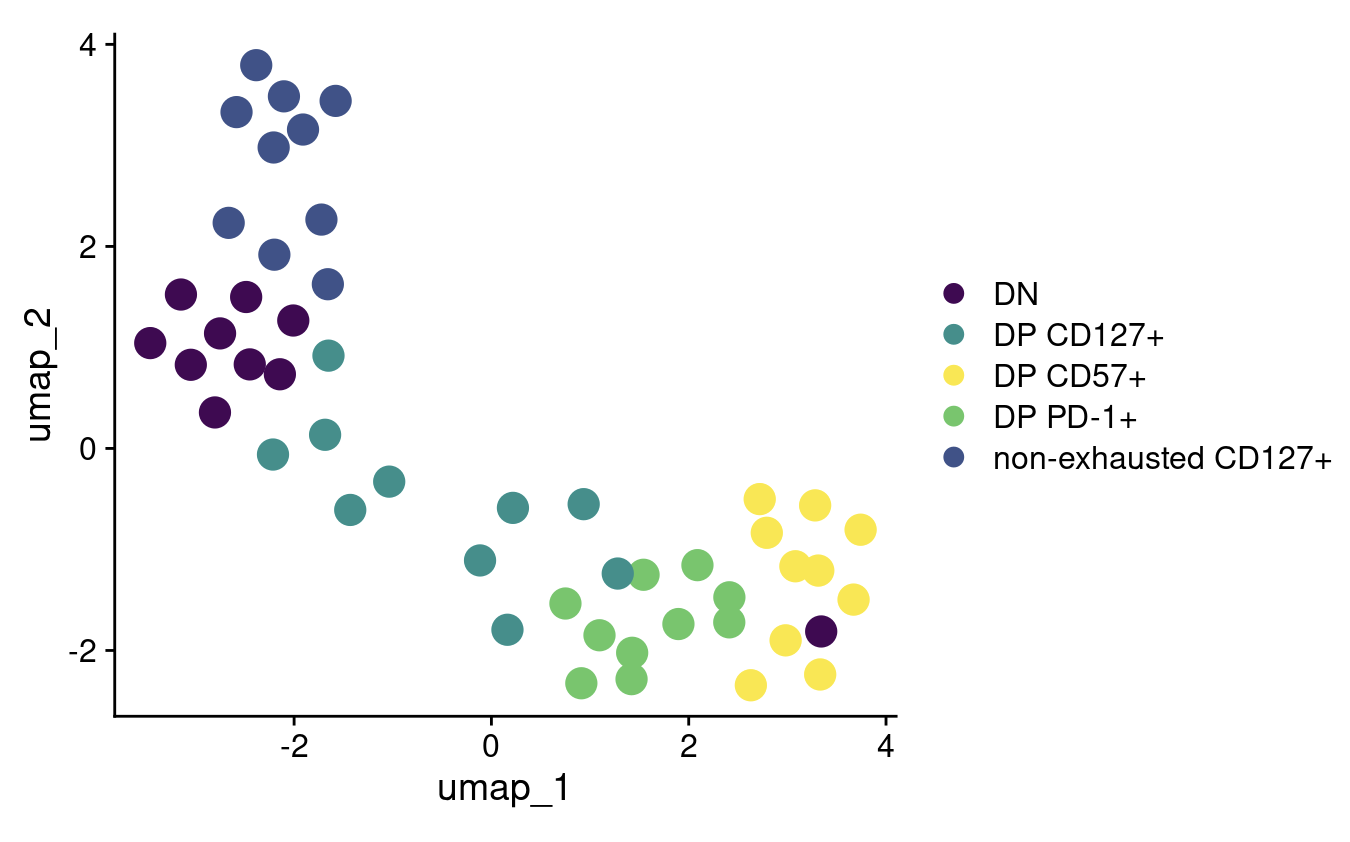 4
2
0
-2
umap_2
-2
0
2
4
umap_1
DN
DP CD127+
DP CD57+
DP PD-1+
non-exhausted CD127+